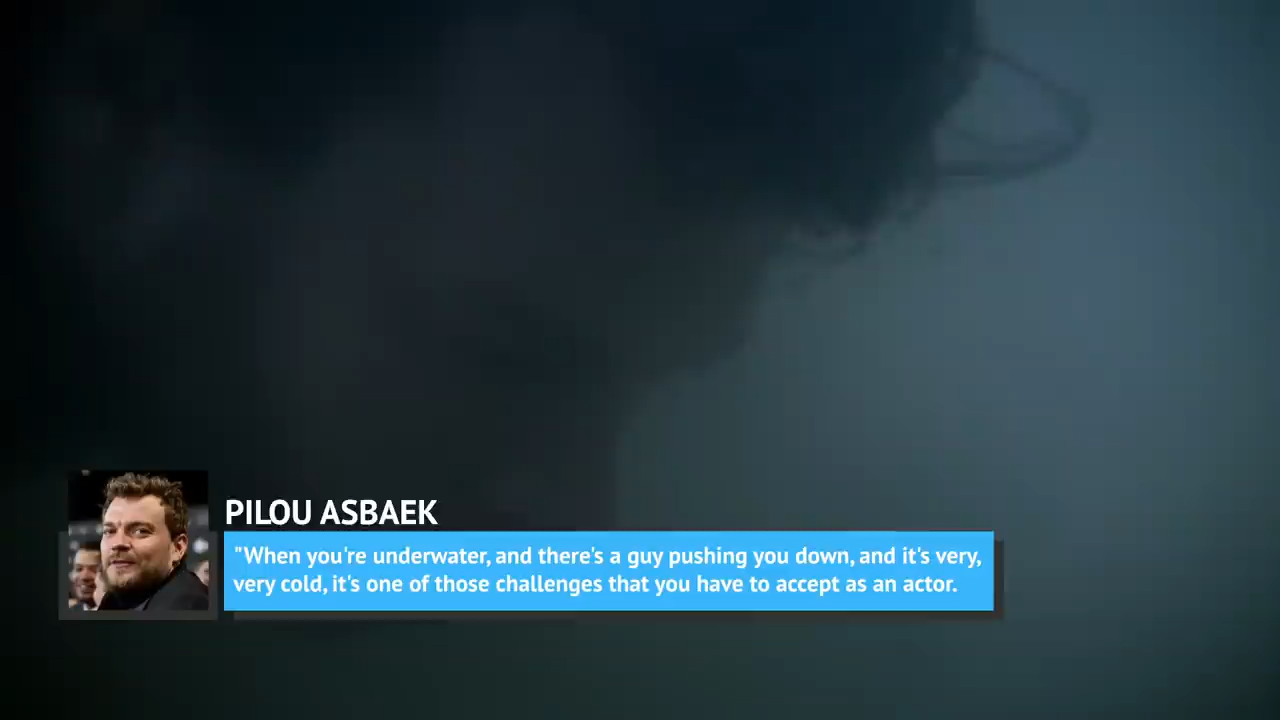 PILOU ASBAEK
"When you're underwater, and there's a guy pushing you down, and it's very,
very cold, it's one of those challenges that you have to accept as an actor.